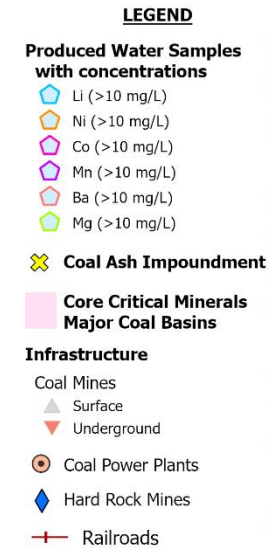 LEGEND
Produced Water Samples
with concentrations
Li (>10 mg/L)
Ni (>10 mg/L)
Co (>10 mg/L)
Mn (>10 mg/L)
Ba (>10 mg/L)
Mg (>10 mg/L)
Coal Ash Impoundment
Core Critical Minerals
Major Coal Basins
Infrastructure
Coal Mines
Surface
Underground
Coal Power Plants
Hard Rock Mines
Railroads